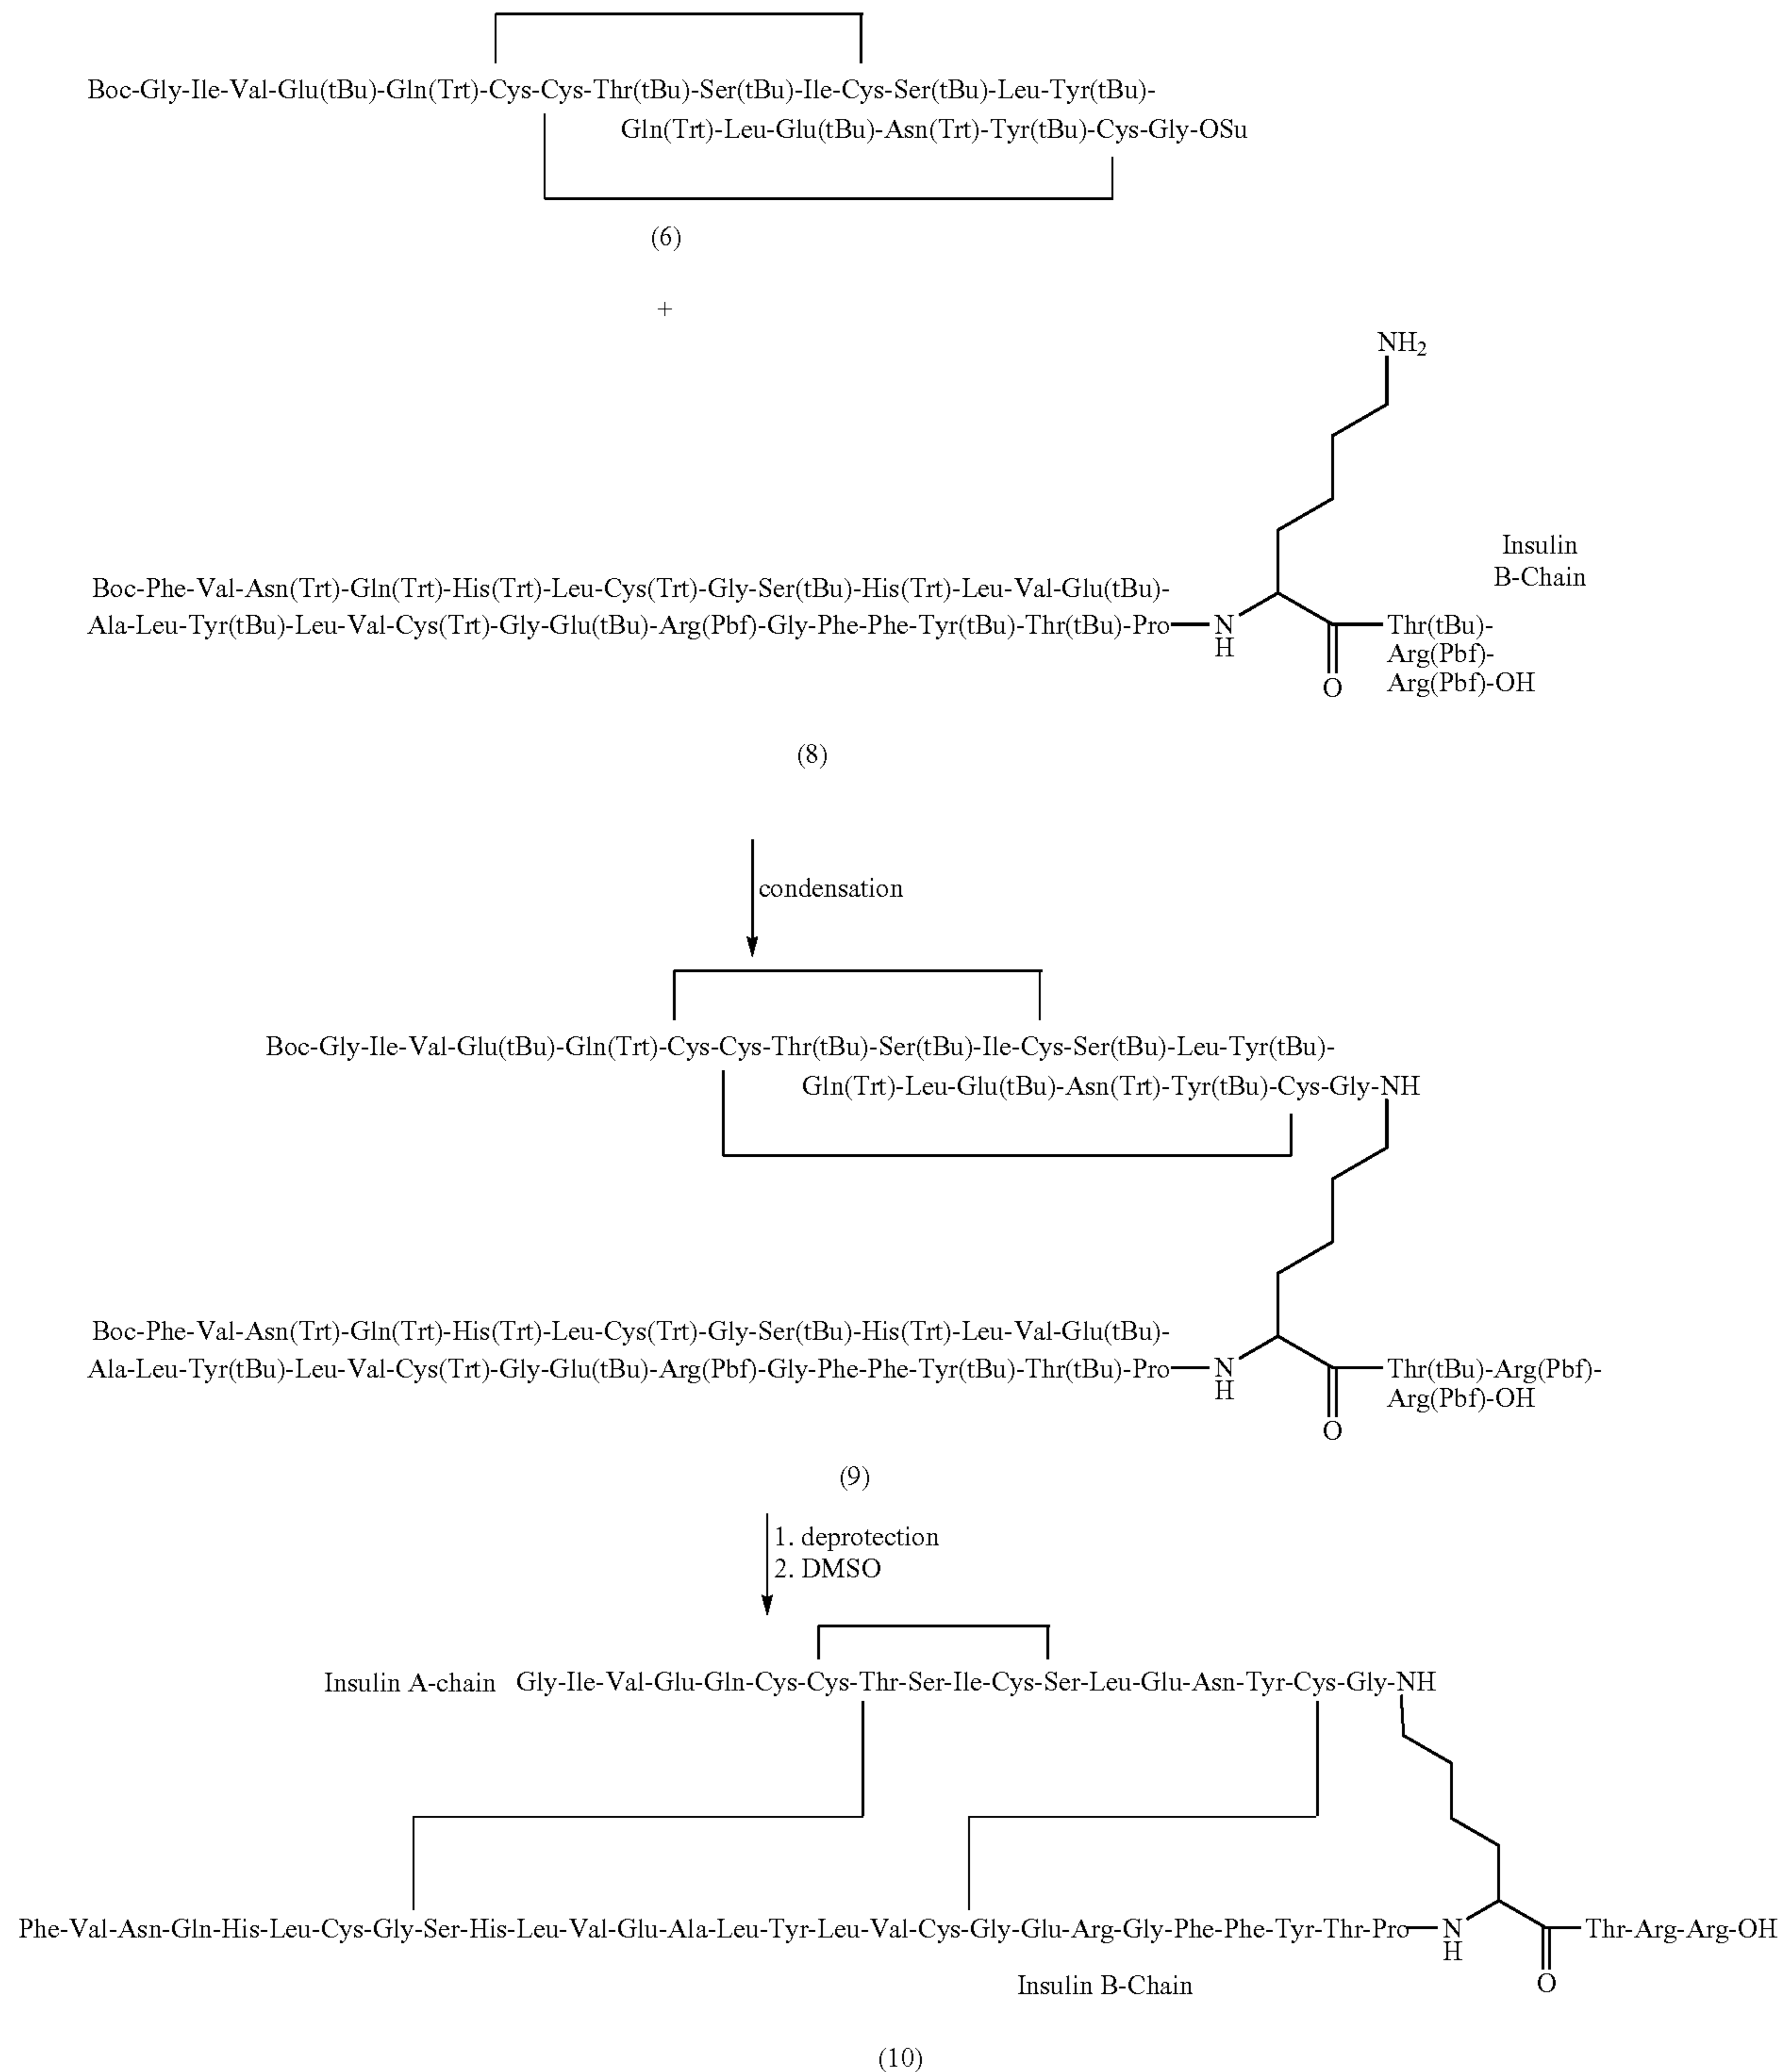 Boc-Gly-Ile-Val-Glu(tBu)-Gln(Trt)-Cys-Cys-Thr(tBu)-Ser(tBu)-Ile-Cys-Ser(tBu)-Leu-Tyr(tBu)-
Gln(Trt)-Leu-Glu(tBu)-Asn(Trt)-Tyr(tBu)-Cys-Gly-OSu
(6)
+
NH2
Insulin
B-Chain
Boc-Phe-Val-Asn(Trt)-Gln(Trt)-His(Trt)-Leu-Cys(Trt)-Gly-Ser(tBu)-His(Trt)-Leu-Val-Glu(tBu)-
Ala-Leu-Tyr(tBu)-Leu-Val-Cys(Trt)-Gly-Glu(tBu)-Arg(Pbf)-Gly-Phe-Phe-Tyr(tBu)-Thr(tBu)-Pro
N
H
O
Thr(tBu)-
Arg(Pbf)-
Arg(Pbf)-OH
(8)
condensation
Boc-Gly-Ile-Val-Glu(tBu)-Gln(Trt)-Cys-Cys-Thr(tBu)-Ser(tBu)-Ile-Cys-Ser(tBu)-Leu-Tyr(tBu)-
Gln(Trt)-Leu-Glu(tBu)-Asn(Trt)-Tyr(tBu)-Cys-Gly-NH
Boc-Phe-Val-Asn(Trt)-Gln(Trt)-His(Trt)-Leu-Cys(Trt)-Gly-Ser(tBu)-His(Trt)-Leu-Val-Glu(tBu)-
Ala-Leu-Tyr(tBu)-Leu-Val-Cys(Trt)-Gly-Glu(tBu)-Arg(Pbf)-Gly-Phe-Phe-Tyr(tBu)-Thr(tBu)-Pro
N
H
O
Thr(tBu)-Arg(Pbf)-
Arg(Pbf)-OH
(9)
1. deprotection
2. DMSO
Insulin A-chain Gly-Ile-Val-Glu-Gln-Cys-Cys-Thr-Ser-Ile-Cys-Ser-Leu-Glu-Asn-Tyr-Cys-Gly-NH
Phe-Val-Asn-Gln-His-Leu-Cys-Gly-Ser-His-Leu-Val-Glu-Ala-Leu-Tyr-Leu-Val-Cys-Gly-Glu-Arg-Gly-Phe-Phe-Tyr-Thr-Pro
N
H
O
Thr-Arg-Arg-OH
Insulin B-Chain
(10)